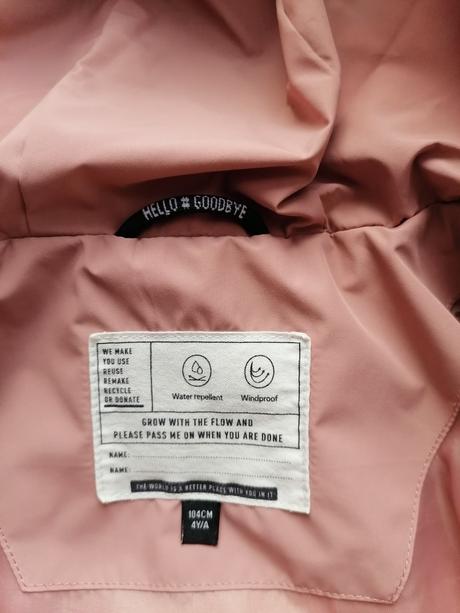 HELLO # GOODBYE
WE MAKE
YOU USE
REUSE
REMAKE
RECYCLE
OR DONATE
Water repellent
Windproof
GROW WITH THE FLOW AND
PLEASE PASS ME ON WHEN YOU ARE DONE
NAME:
NAME:
THE WORLD IS A BETTER PLACE WITH YOU IN IT
104CM
4Y/A